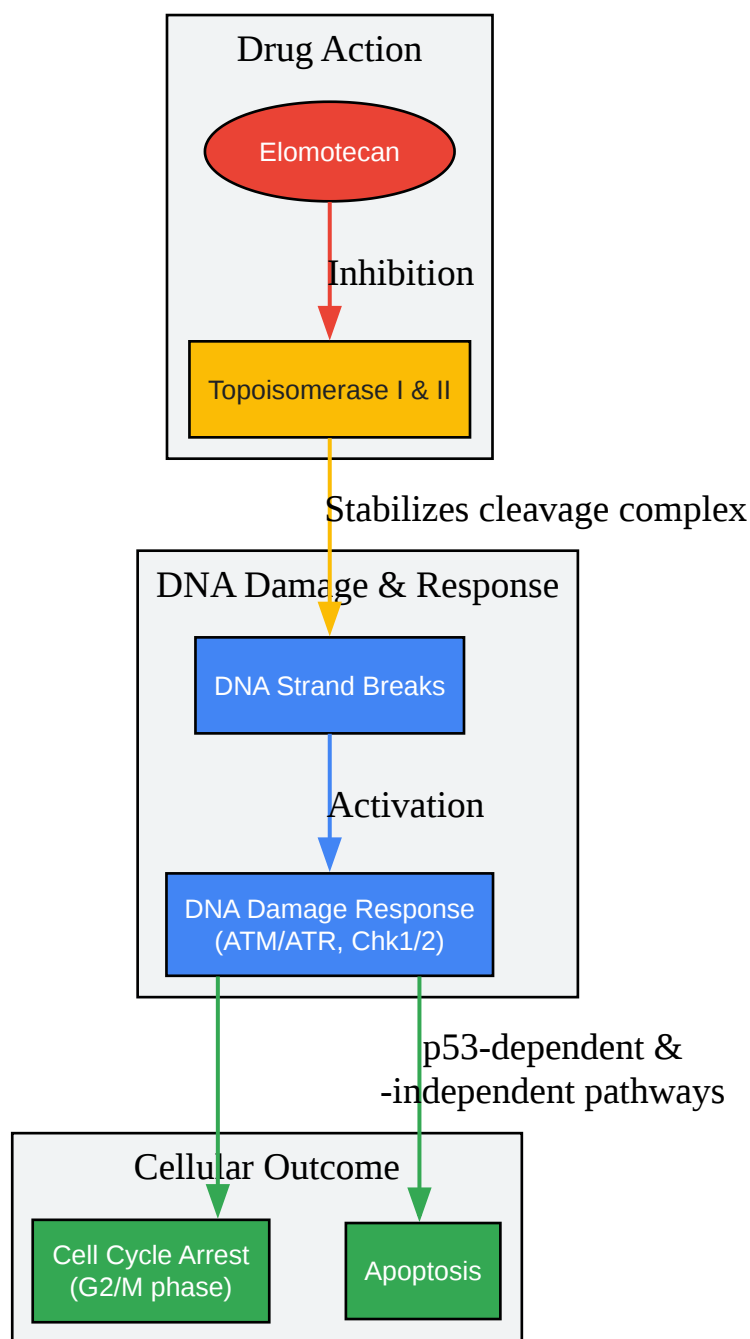 Drug Action
Elomotecan
Inhibition
Topoisomerase I & II
Stabilizes cleavage complex
DNA Damage & Response
DNA Strand Breaks
Activation
DNA Damage Response
(ATM/ATR, Chk1/2)
p53-dependent &
-independent pathways
Cellular Outcome
Cell Cycle Arrest
(G2/M phase)
Apoptosis